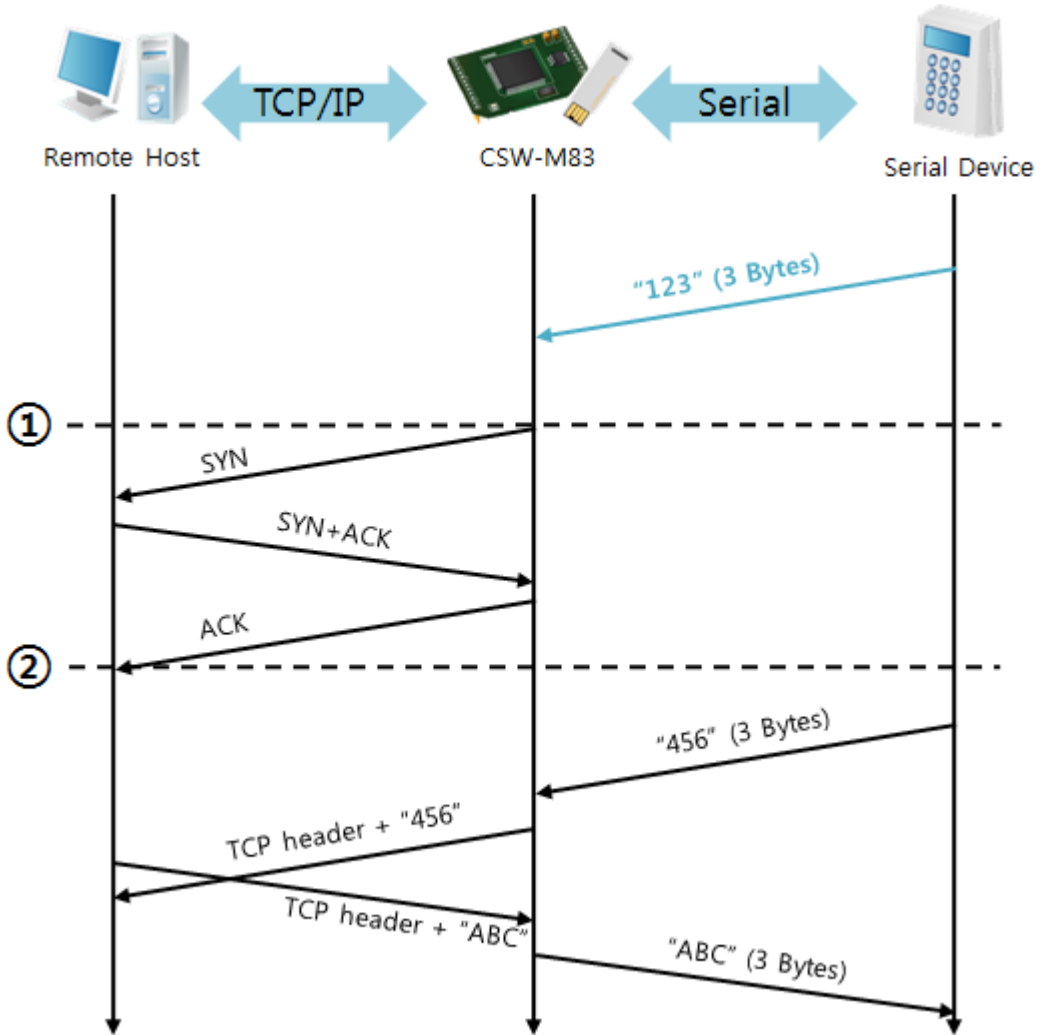 TCP/IP
Serial
Remote Host
CSW-M83
Serial Device
"123" (3 Bytes)
①
SYN
SYN+ACK
ACK
②
"456" (3 Bytes)
TCP header + "456"
TCP header + "ABC"
"ABC" (3 Bytes)